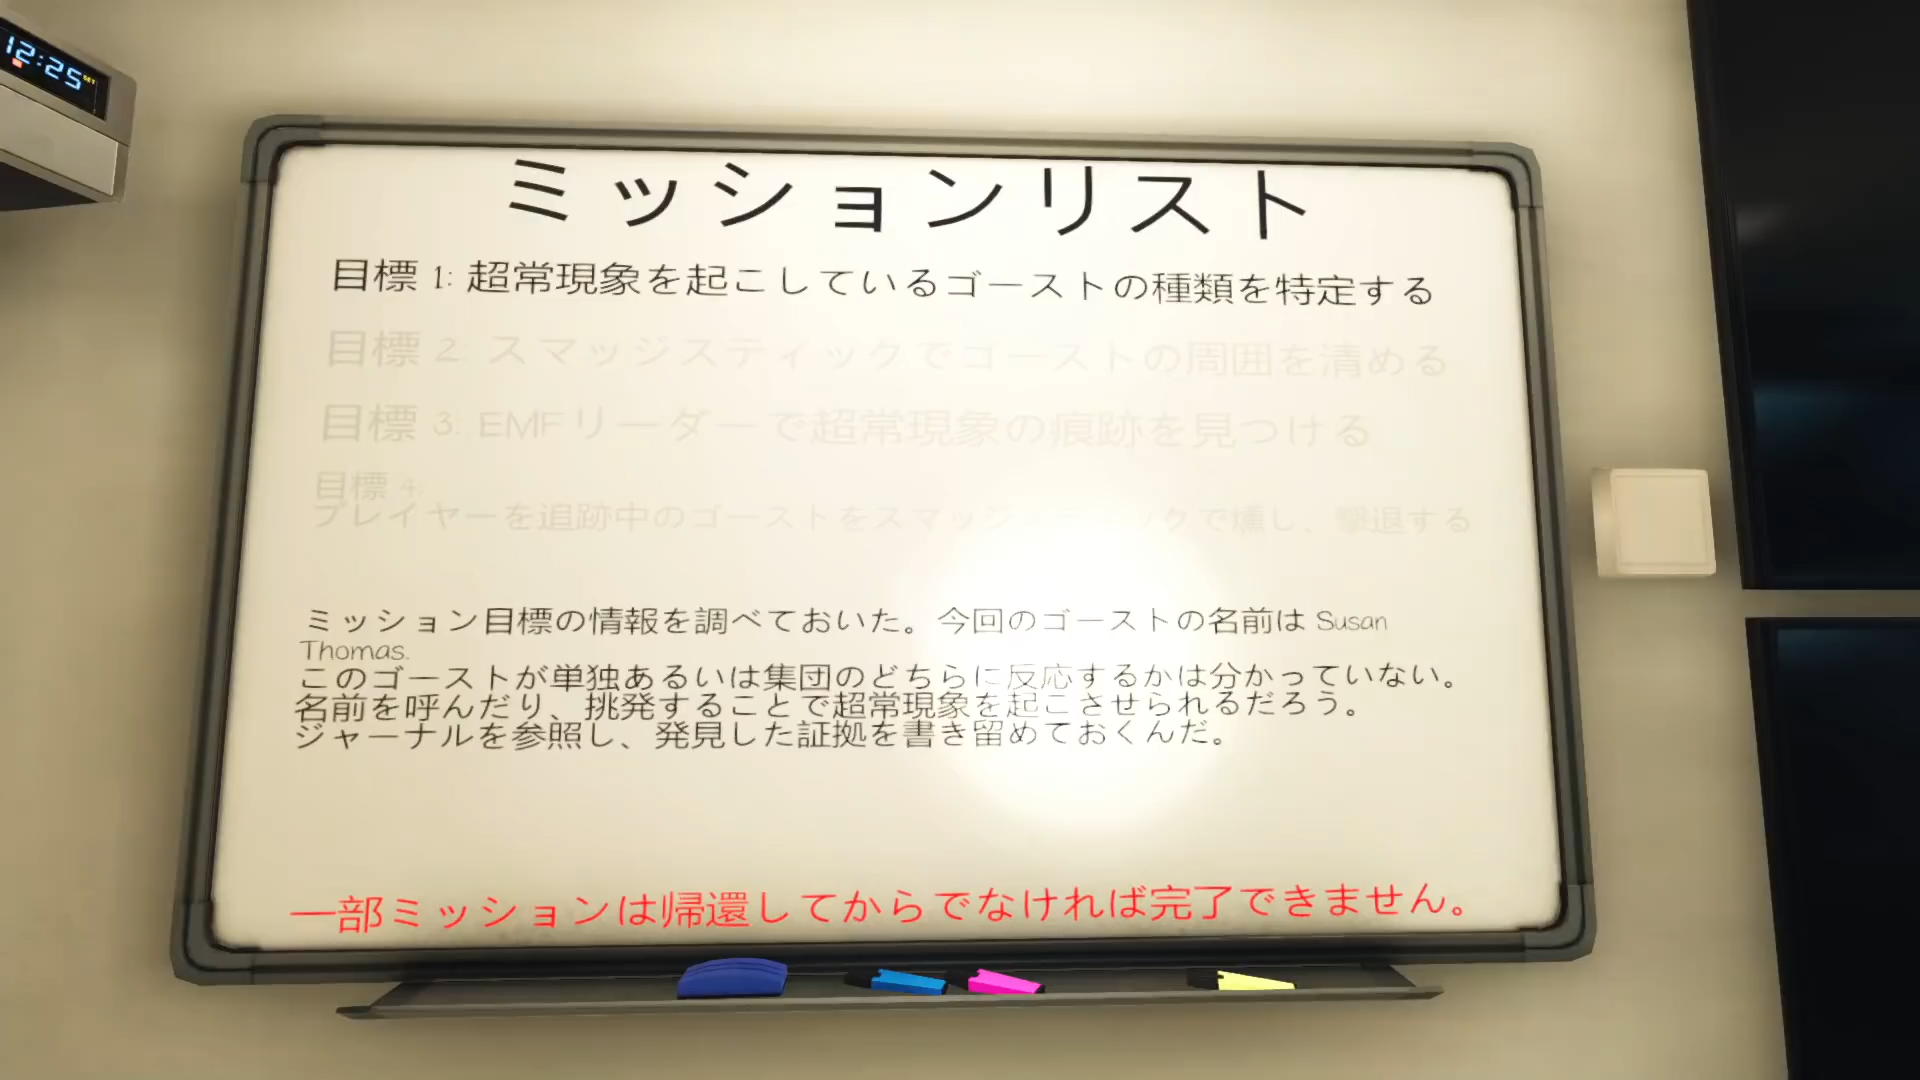 12:25 SET
ミッションリスト
目標 1: 超常現象を起こしているゴーストの種類を特定する
目標 2: スマッジスティックでゴーストの周囲を清める
目標 3: EMFリーダーで超常現象の痕跡を見つける
目標 4:
プレイヤーを追跡中のゴーストをスマッジスティックで燻し、撃退する
ミッション目標の情報を調べておいた。今回のゴーストの名前は Susan
Thomas.
このゴーストが単独あるいは集団のどちらに反応するかは分かっていない。
名前を呼んだり、挑発することで超常現象を起こさせられるだろう。
ジャーナルを参照し、発見した証拠を書き留めておくんだ。
一部ミッションは帰還してからでなければ完了できません。